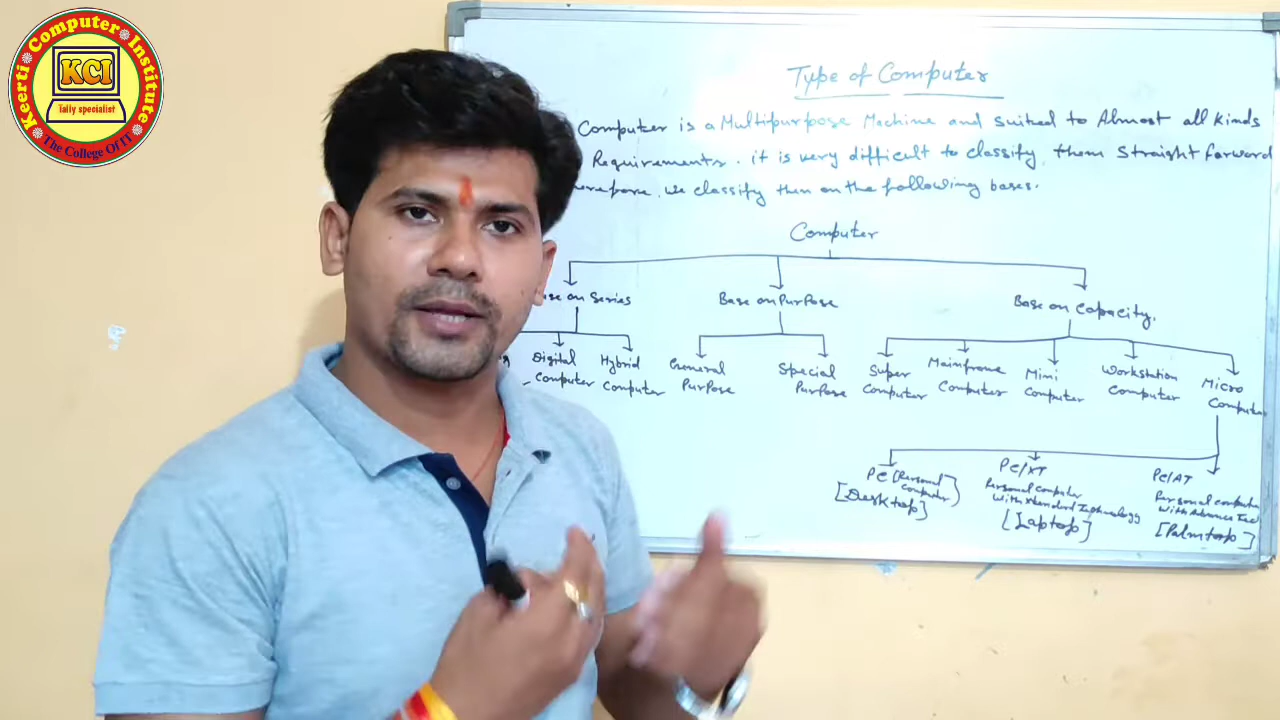 Keerti Computer Institute
KCI
Tally specialist
The College Of IT
Type of Computer
Computer is a Multipurpose Machine and suited to Almost all Kinds
Requirements. it is very difficult to classify them Straight forward
we classify them on the following bases.
Computer
on Series
Base on Purpose
Base on Capacity.
Digital Computer
Hybrid Computer
General Purpose
Special Purpose
Super Computer
Mainframe Computer
Mini Computer
Workstation Computer
Micro Computer
PC [Personal Computer]
[Desktop]
PC/XT
Personal Computer
With Standard Technology
[Laptop]
PC/AT
Personal Computer
With Advance
[Palmtop]